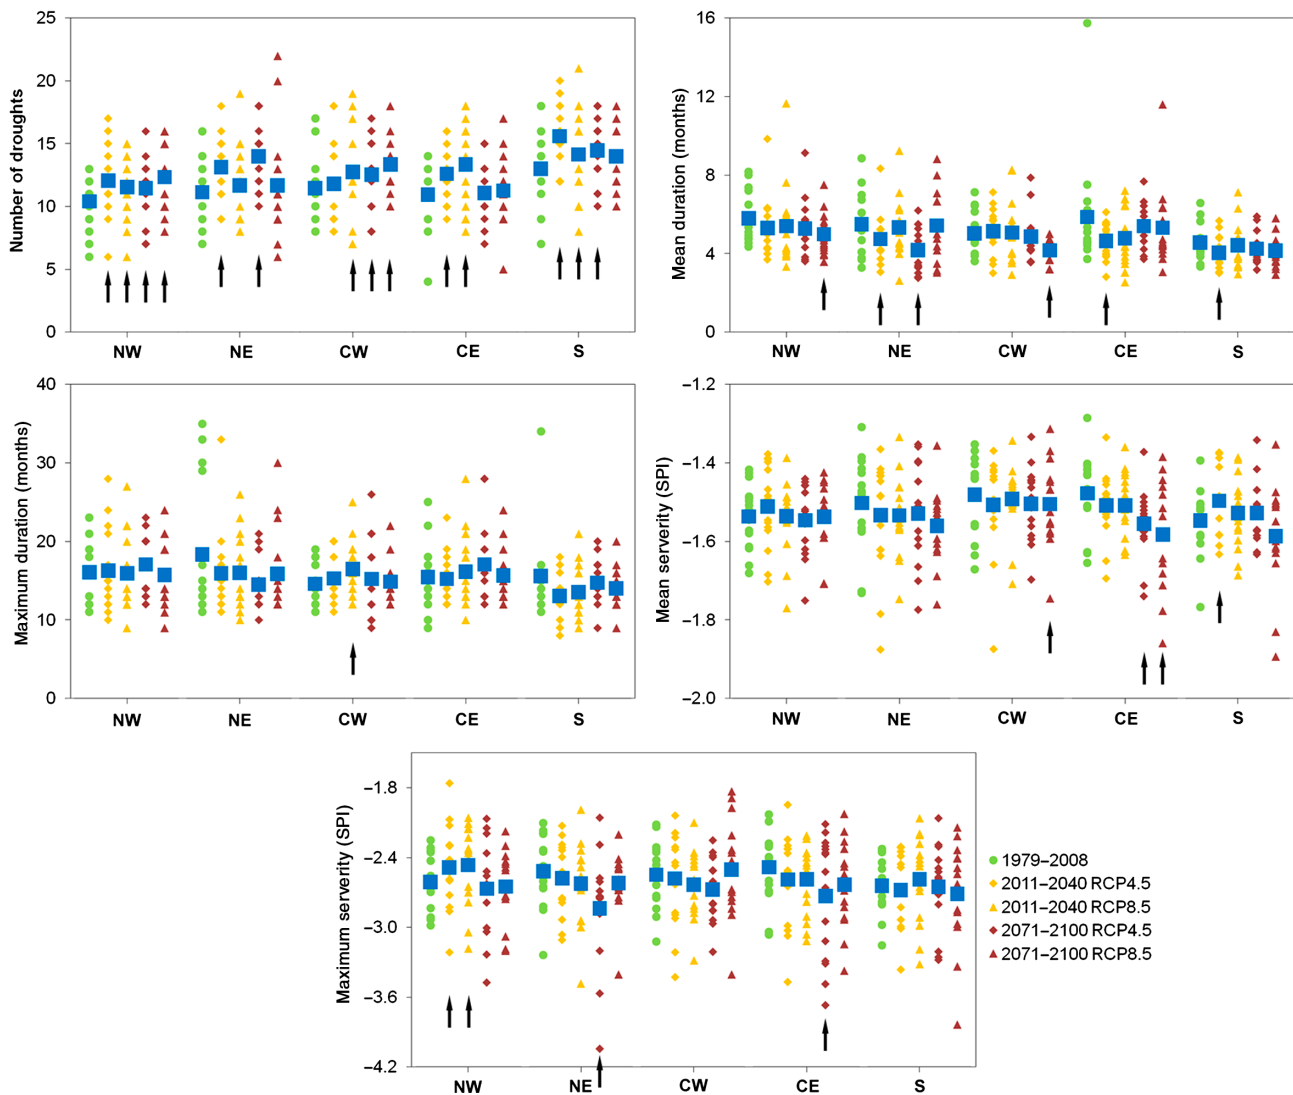 Number of droughts
25
20
15
10
5
0
NW NE CW CE S
Mean duration (months)
16
12
8
4
0
NW NE CW CE S
Maximum duration (months)
40
30
20
10
0
NW NE CW CE S
Mean serverity (SPI)
−1.2
−1.4
−1.6
−1.8
−2.0
NW NE CW CE S
Maximum serverity (SPI)
−1.8
−2.4
−3.0
−3.6
−4.2
NW NE CW CE S
1979–2008
2011–2040 RCP4.5
2011–2040 RCP8.5
2071–2100 RCP4.5
2071–2100 RCP8.5